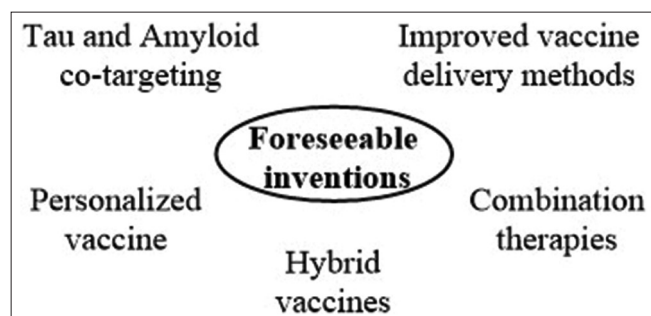 Tau and Amyloid
co-targeting
Improved vaccine
delivery methods
Foreseeable
inventions
Personalized
vaccine
Combination
therapies
Hybrid
vaccines